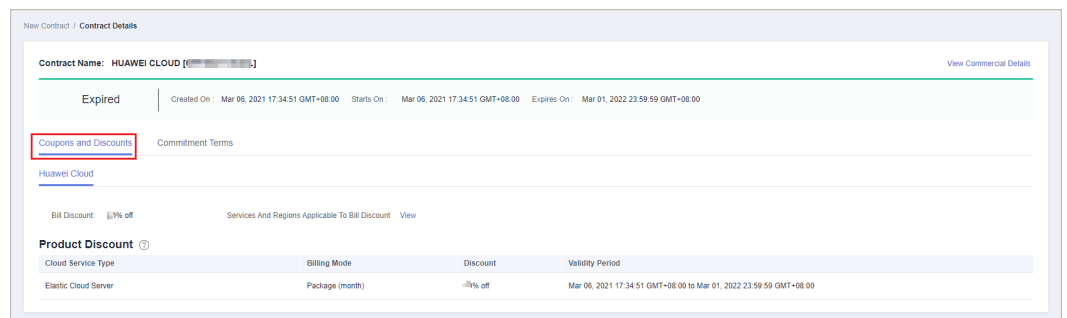 New Contract / Contract Details
Contract Name: HUAWEI CLOUD [ .] View Commercial Details
Expired Created On : Mar 06, 2021 17:34:51 GMT+08:00 Starts On : Mar 06, 2021 17:34:51 GMT+08:00 Expires On : Mar 01, 2022 23:59:59 GMT+08:00
Coupons and Discounts Commitment Terms
Huawei Cloud
Bill Discount: % off Services And Regions Applicable To Bill Discount View
Product Discount ?
Cloud Service Type Billing Mode Discount Validity Period
Elastic Cloud Server Package (month) % off Mar 06, 2021 17:34:51 GMT+08:00 to Mar 01, 2022 23:59:59 GMT+08:00